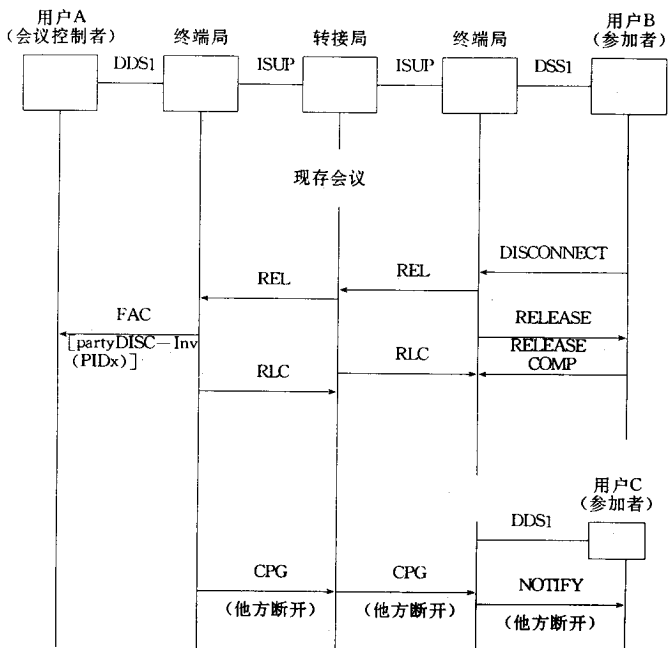 用户A
(会议控制者)
终端局
转接局
终端局
用户B
(参加者)
DDS1
ISUP
ISUP
DSS1
现存会议
DISCONNECT
REL
REL
FAC
RELEASE
[partyDISC—Inv
(PIDx)]
RLC
RLC
RELEASE
COMP
用户C
(参加者)
DDS1
CPG
CPG
NOTIFY
(他方断开)
(他方断开)
(他方断开)